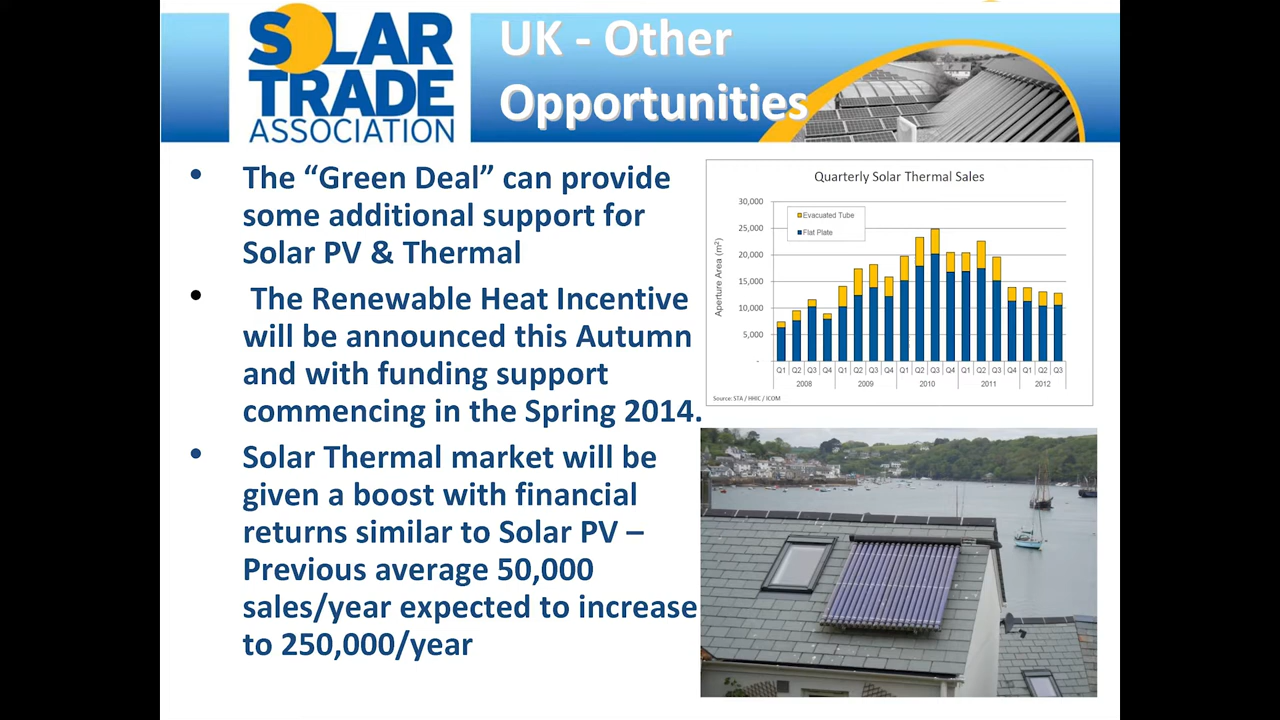 SOLAR
TRADE
ASSOCIATION
UK - Other
Opportunities
• The “Green Deal” can provide
some additional support for
Solar PV & Thermal
• The Renewable Heat Incentive
will be announced this Autumn
and with funding support
commencing in the Spring 2014.
• Solar Thermal market will be
given a boost with financial
returns similar to Solar PV –
Previous average 50,000
sales/year expected to increase
to 250,000/year
Quarterly Solar Thermal Sales
Aperture Area (m²)
30,000
25,000
20,000
15,000
10,000
5,000
-
Evacuated Tube
Flat Plate
Q1 Q2 Q3 Q4 Q1 Q2 Q3 Q4 Q1 Q2 Q3 Q4 Q1 Q2 Q3 Q4 Q1 Q2 Q3
2008 2009 2010 2011 2012
Source: STA / HHIC / ICOM